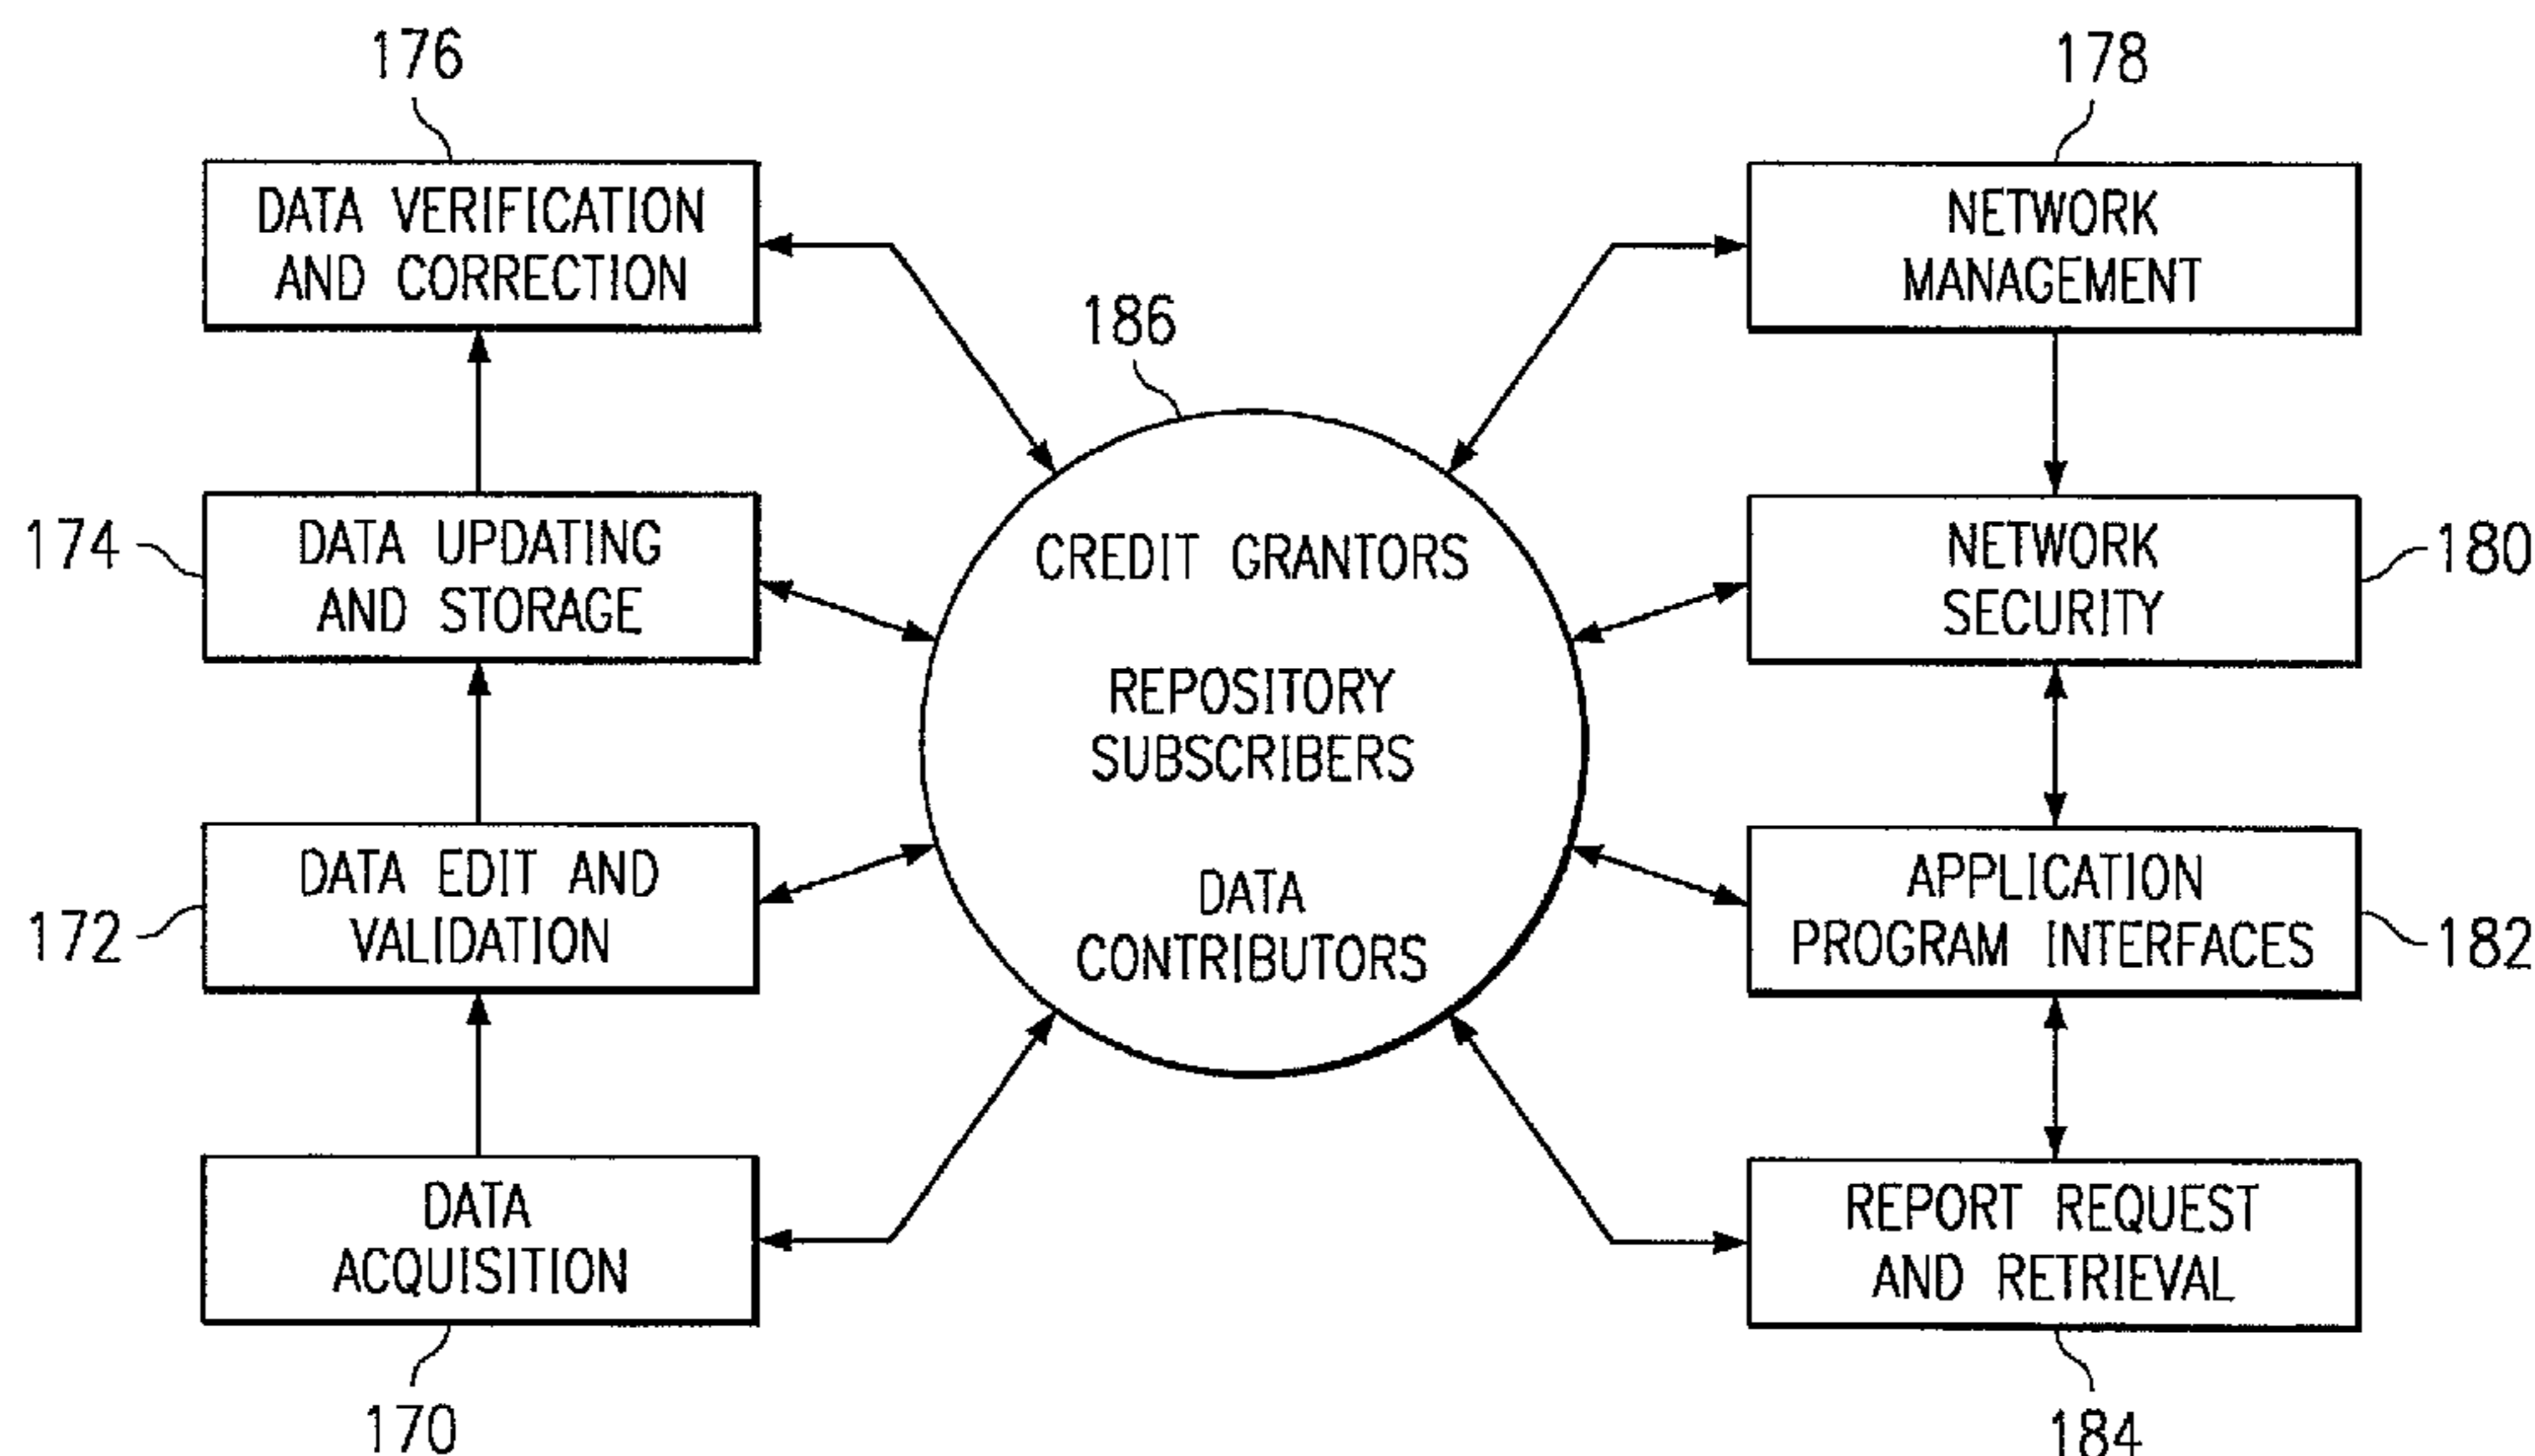 176
DATA VERIFICATION
AND CORRECTION
174
DATA UPDATING
AND STORAGE
172
DATA EDIT AND
VALIDATION
DATA
ACQUISITION
170
186
CREDIT GRANTORS
REPOSITORY
SUBSCRIBERS
DATA
CONTRIBUTORS
178
NETWORK
MANAGEMENT
NETWORK
SECURITY
180
APPLICATION
PROGRAM INTERFACES
182
REPORT REQUEST
AND RETRIEVAL
184